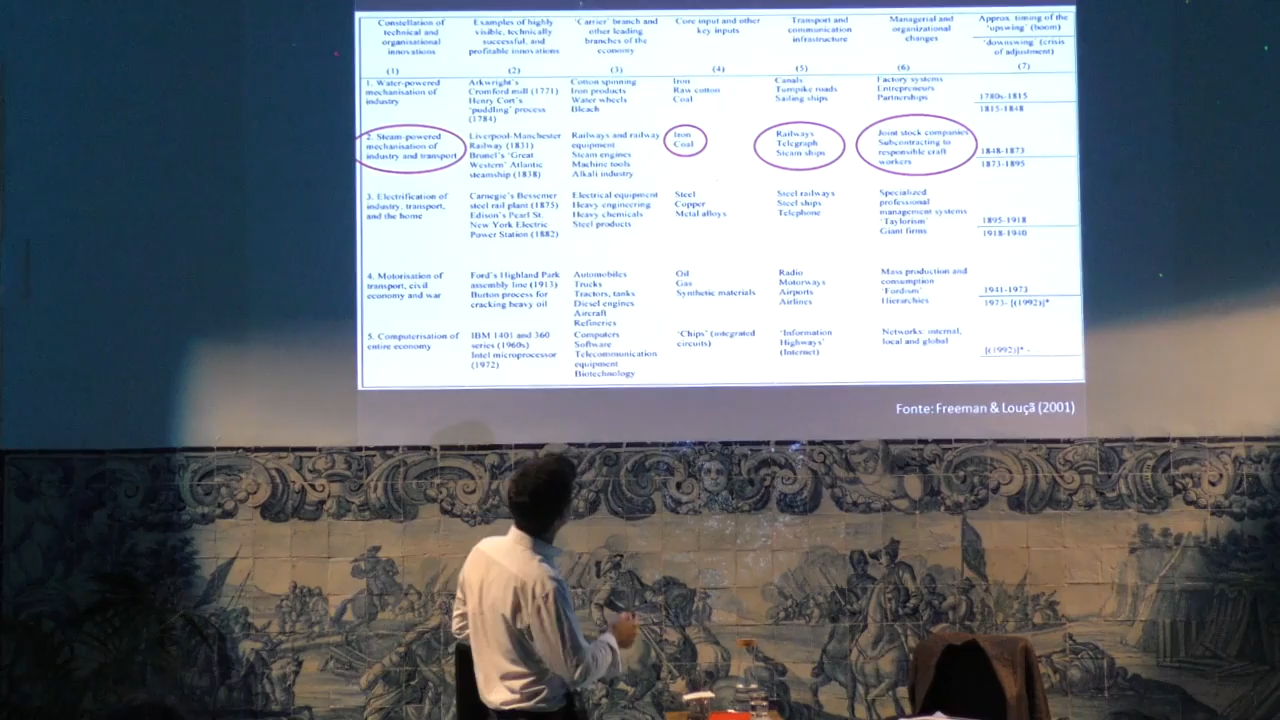 Constellation of
technical and
organisational
innovations
(1)
Examples of highly
visible, technically
successful, and
profitable innovations
(2)
'Carrier' branch and
other leading
branches of the
economy
(3)
Core input and other
key inputs
(4)
Transport and
communication
infrastructure
(5)
Managerial and
organizational
changes
(6)
Approx. timing of the
'upswing' (boom)
'downswing' (crisis
of adjustment)
(7)
1. Water-powered
mechanisation of
industry
Arkwright's
Cromford mill (1771)
Henry Cort's
'puddling' process
(1784)
Cotton spinning
Iron products
Water wheels
Bleach
Iron
Raw cotton
Coal
Canals
Turnpike roads
Sailing ships
Factory systems
Entrepreneurs
Partnerships
1780s-1815
1815-1848
2. Steam-powered
mechanisation of
industry and transport
Liverpool-Manchester
Railway (1831)
Brunel's 'Great
Western' Atlantic
steamship (1838)
Railways and railway
equipment
Steam engines
Machine tools
Alkali industry
Iron
Coal
Railways
Telegraph
Steam ships
Joint stock companies
Subcontracting to
responsible craft
workers
1848-1873
1873-1895
3. Electrification of
industry, transport,
and the home
Carnegie's Bessemer
steel rail plant (1875)
Edison's Pearl St.
New York Electric
Power Station (1882)
Electrical equipment
Heavy engineering
Heavy chemicals
Steel products
Steel
Copper
Metal alloys
Steel railways
Steel ships
Telephone
Specialized
professional
management systems
'Taylorism'
Giant firms
1895-1918
1918-1940
4. Motorisation of
transport, civil
economy and war
Ford's Highland Park
assembly line (1913)
Burton process for
cracking heavy oil
Automobiles
Trucks
Tractors, tanks
Diesel engines
Aircraft
Refineries
Oil
Gas
Synthetic materials
Radio
Motorways
Airports
Airlines
Mass production and
consumption
'Fordism'
Hierarchies
1941-1973
1973- [(1992)]*
5. Computerisation of
entire economy
IBM 1401 and 360
series (1960s)
Intel microprocessor
(1972)
Computers
Software
Telecommunication
equipment
Biotechnology
'Chips' (integrated
circuits)
'Information
Highways'
(Internet)
Networks: internal,
local and global
[(1992)]* -
Fonte: Freeman & Louçã (2001)